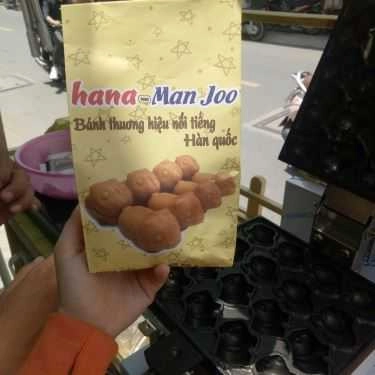 hana Man Joo
Bánh thương hiệu nổi tiếng
Hàn quốc